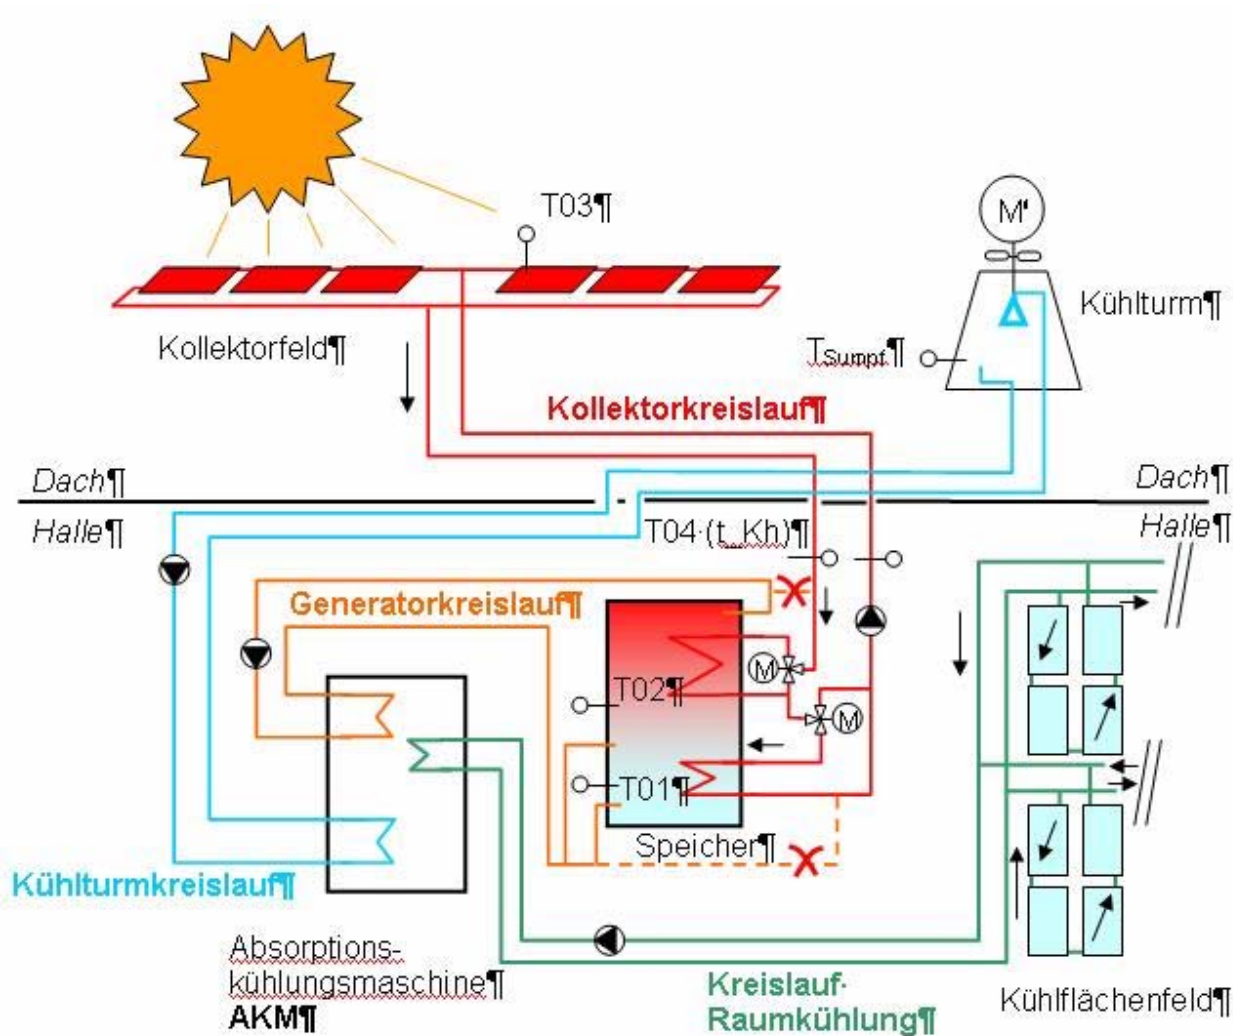 T03¶
M'
Kühlturm¶
Kollektorfeld¶
TSumpf¶
Kollektorkreislauf¶
Dach¶
Dach¶
Halle¶
Halle¶
T04·(t_Kh)¶
Generatorkreislauf¶
M
T02¶
M
T01¶
Speicher¶
Kühlturmkreislauf¶
Absorptions-
kühlungsmaschine¶
AKM¶
Kreislauf·
Raumkühlung¶
Kühlflächenfeld¶